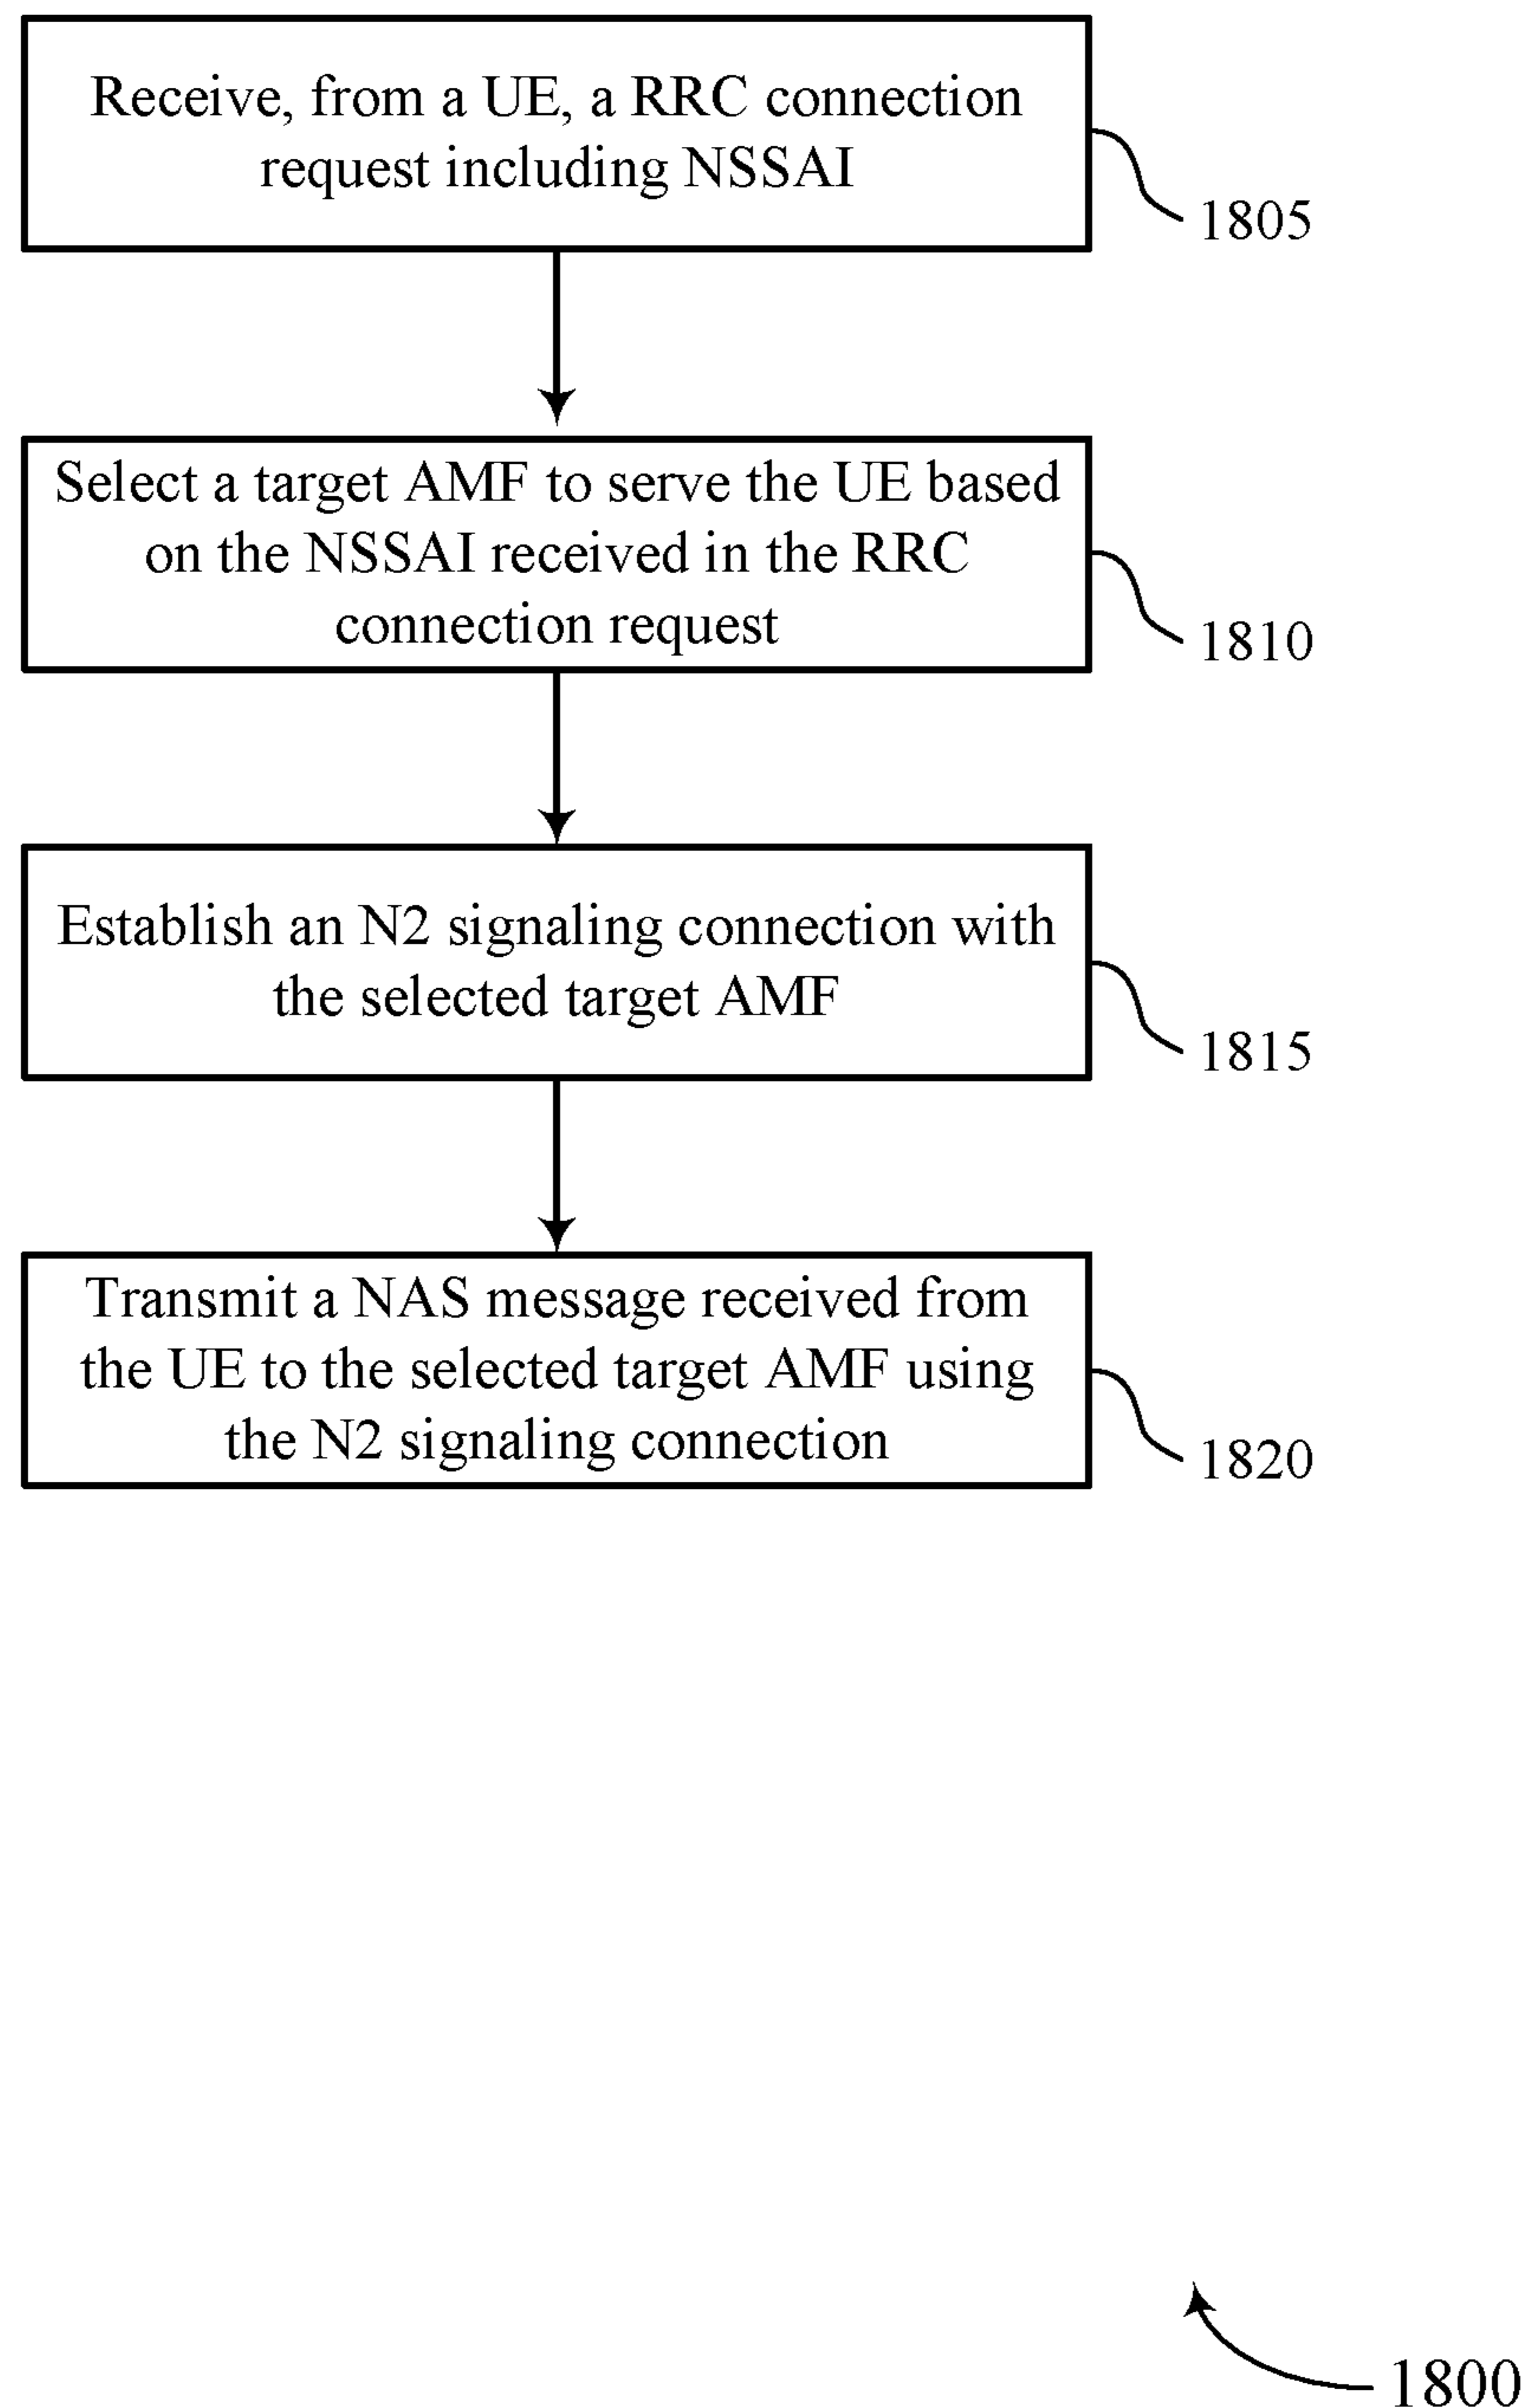 Receive, from a UE, a RRC connection
request including NSSAI
1805
Select a target AMF to serve the UE based
on the NSSAI received in the RRC
connection request
1810
Establish an N2 signaling connection with
the selected target AMF
1815
Transmit a NAS message received from
the UE to the selected target AMF using
the N2 signaling connection
1820
1800